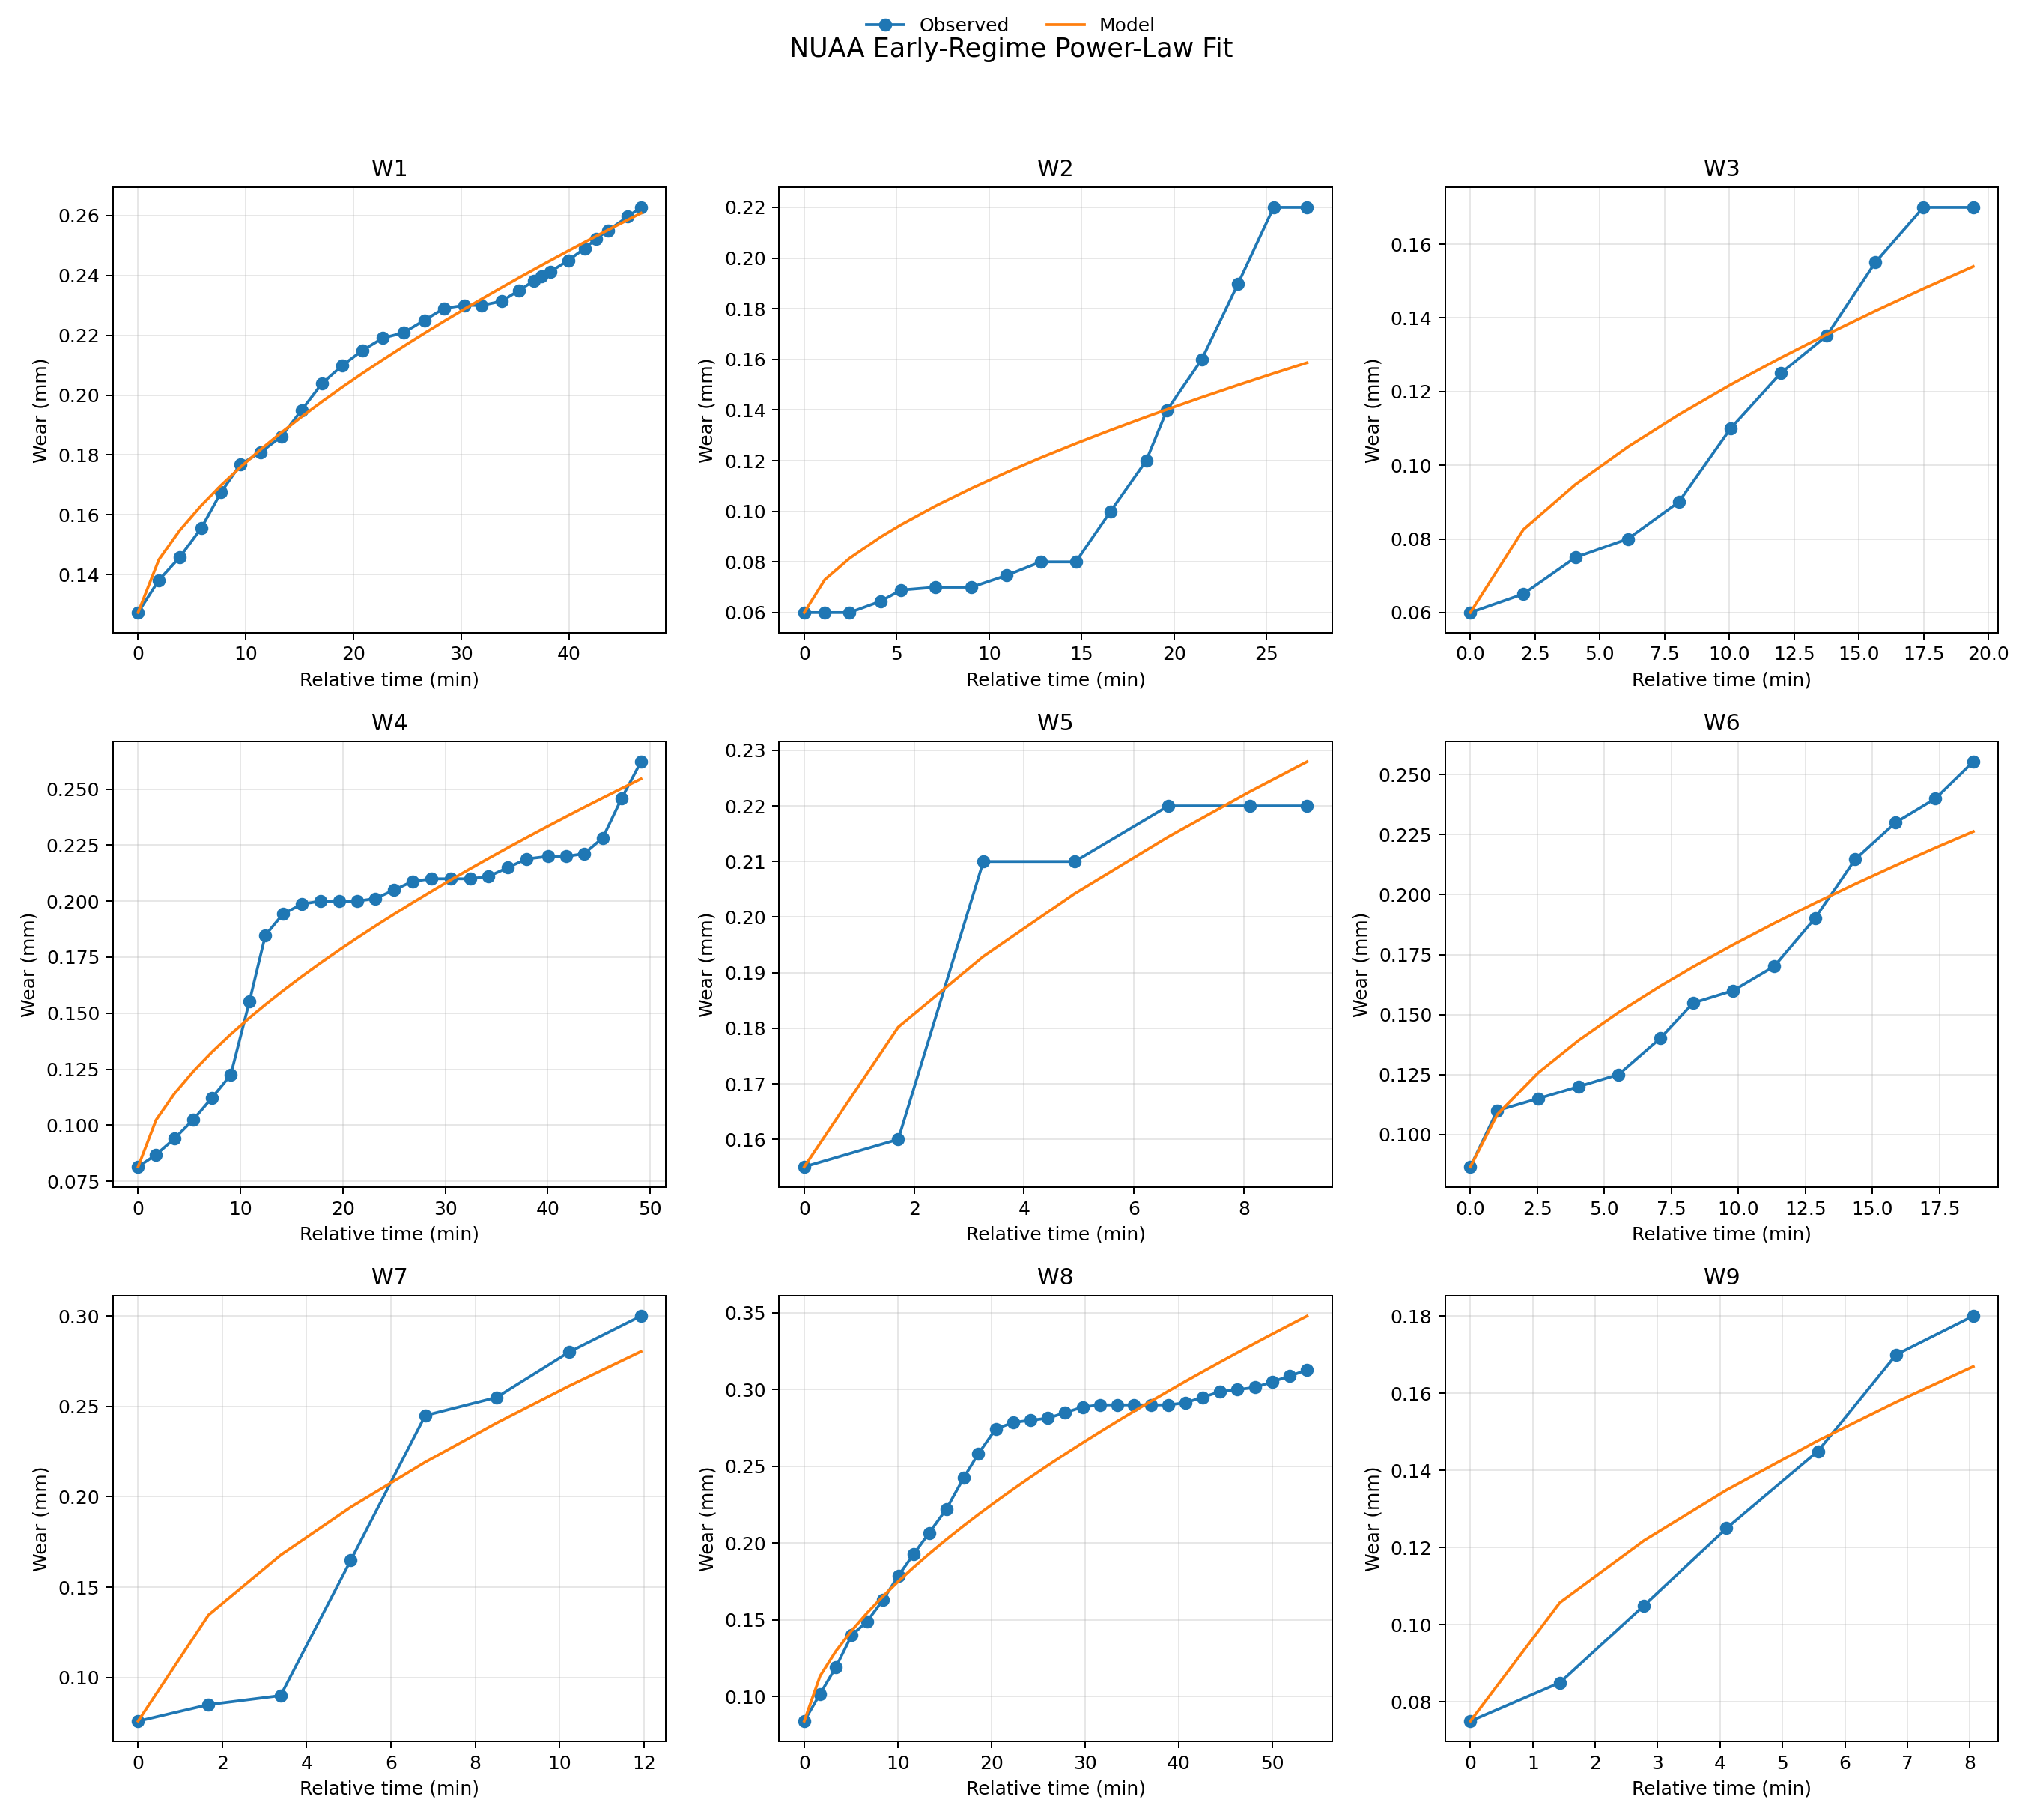 Observed Model
NUAA Early-Regime Power-Law Fit
W1
Wear (mm)
0.26
0.24
0.22
0.20
0.18
0.16
0.14
0 10 20 30 40
Relative time (min)
W2
Wear (mm)
0.22
0.20
0.18
0.16
0.14
0.12
0.10
0.08
0.06
0 5 10 15 20 25
Relative time (min)
W3
Wear (mm)
0.16
0.14
0.12
0.10
0.08
0.06
0.0 2.5 5.0 7.5 10.0 12.5 15.0 17.5 20.0
Relative time (min)
W4
Wear (mm)
0.250
0.225
0.200
0.175
0.150
0.125
0.100
0.075
0 10 20 30 40 50
Relative time (min)
W5
Wear (mm)
0.23
0.22
0.21
0.20
0.19
0.18
0.17
0.16
0 2 4 6 8
Relative time (min)
W6
Wear (mm)
0.250
0.225
0.200
0.175
0.150
0.125
0.100
0.0 2.5 5.0 7.5 10.0 12.5 15.0 17.5
Relative time (min)
W7
Wear (mm)
0.30
0.25
0.20
0.15
0.10
0 2 4 6 8 10 12
Relative time (min)
W8
Wear (mm)
0.35
0.30
0.25
0.20
0.15
0.10
0 10 20 30 40 50
Relative time (min)
W9
Wear (mm)
0.18
0.16
0.14
0.12
0.10
0.08
0 1 2 3 4 5 6 7 8
Relative time (min)